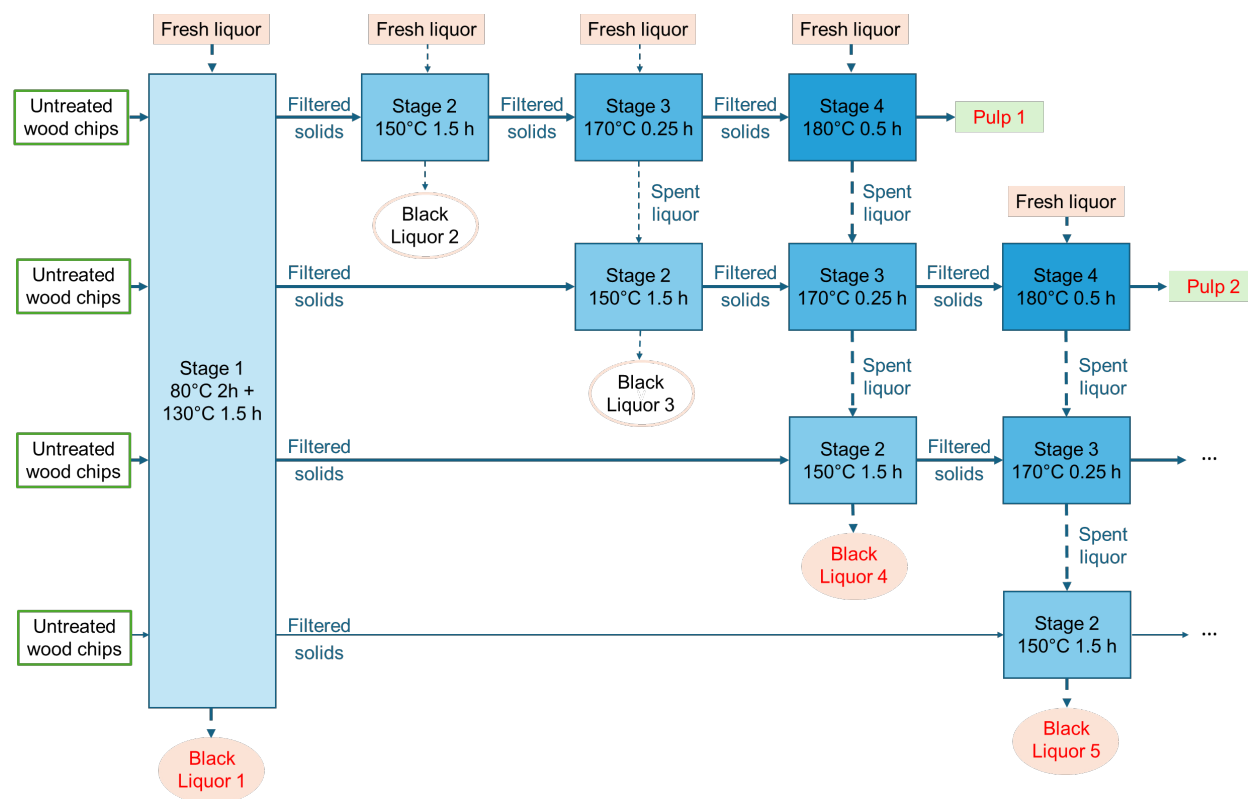 Fresh liquor
Fresh liquor
Fresh liquor
Fresh liquor
Untreated
wood chips
Filtered
solids
Stage 2
150°C 1.5 h
Filtered
solids
Stage 3
170°C 0.25 h
Filtered
solids
Stage 4
180°C 0.5 h
Pulp 1
Black
Liquor 2
Spent
liquor
Spent
liquor
Fresh liquor
Untreated
wood chips
Filtered
solids
Stage 2
150°C 1.5 h
Filtered
solids
Stage 3
170°C 0.25 h
Filtered
solids
Stage 4
180°C 0.5 h
Pulp 2
Stage 1
80°C 2h +
130°C 1.5 h
Black
Liquor 3
Spent
liquor
Spent
liquor
Untreated
wood chips
Filtered
solids
Stage 2
150°C 1.5 h
Filtered
solids
Stage 3
170°C 0.25 h
...
Black
Liquor 4
Spent
liquor
Untreated
wood chips
Filtered
solids
Stage 2
150°C 1.5 h
...
Black
Liquor 1
Black
Liquor 5